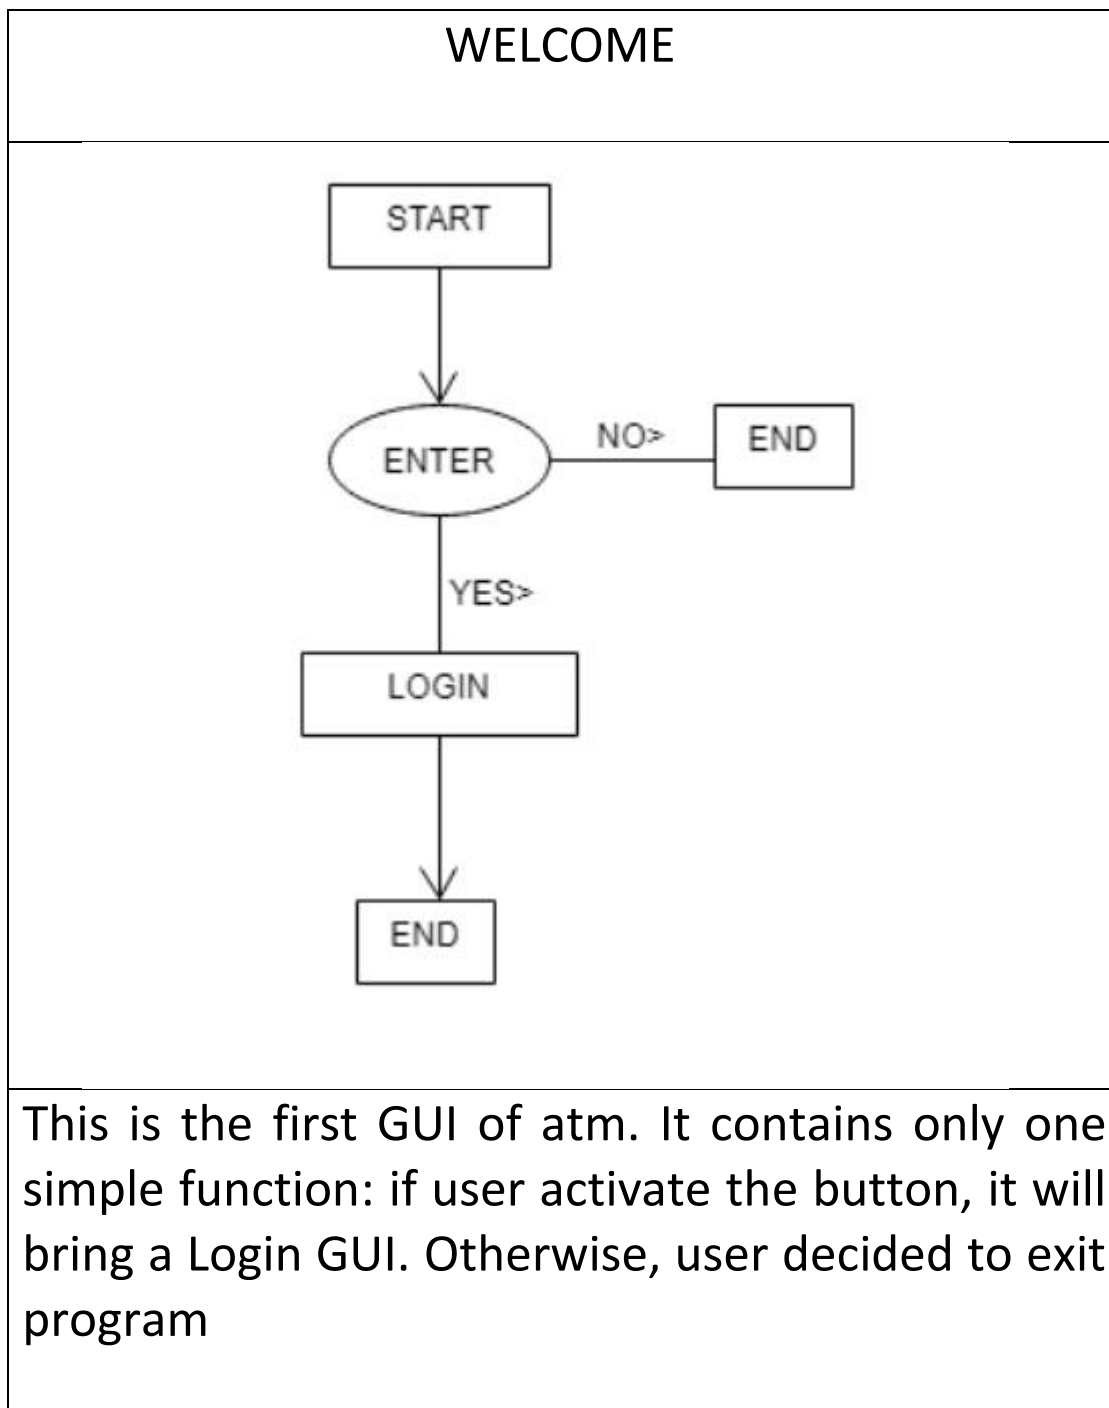 WELCOME
START
ENTER
NO>
END
YES>
LOGIN
END
This is the first GUI of atm. It contains only one
simple function: if user activate the button, it will
bring a Login GUI. Otherwise, user decided to exit
program